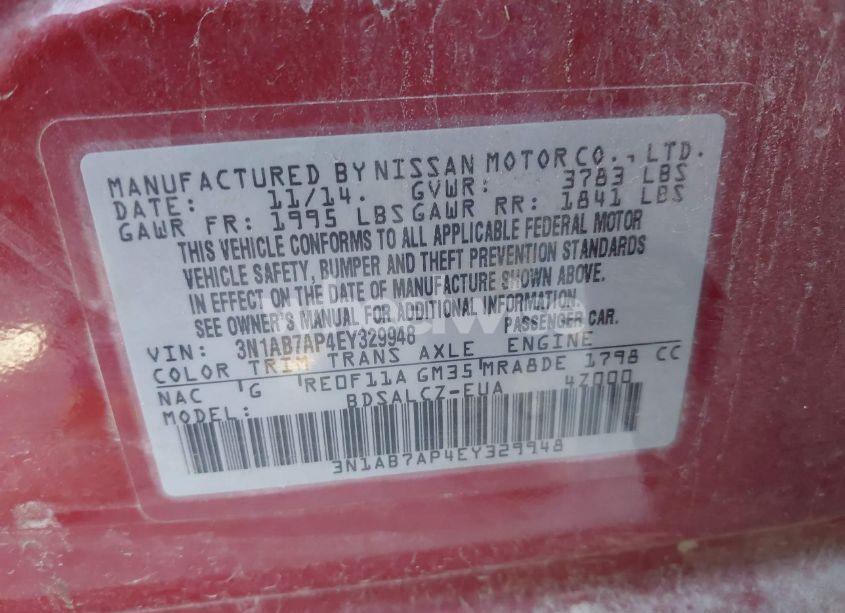 MANUFACTURED BY NISSAN MOTOR CO., LTD.
DATE: 11/14. GVWR: 3783 LBS
GAWR FR: 1995 LBS GAWR RR: 1841 LBS
THIS VEHICLE CONFORMS TO ALL APPLICABLE FEDERAL MOTOR
VEHICLE SAFETY, BUMPER AND THEFT PREVENTION STANDARDS
IN EFFECT ON THE DATE OF MANUFACTURE SHOWN ABOVE.
SEE OWNER'S MANUAL FOR ADDITIONAL INFORMATION.
VIN: 3N1AB7AP4EY329948 PASSENGER CAR.
COLOR TRIM TRANS AXLE ENGINE
NAC G RE0F11A GM35 MRA8DE 1798 CC
MODEL: BDSALCZ-EUA 4Z000
3N1AB7AP4EY329948